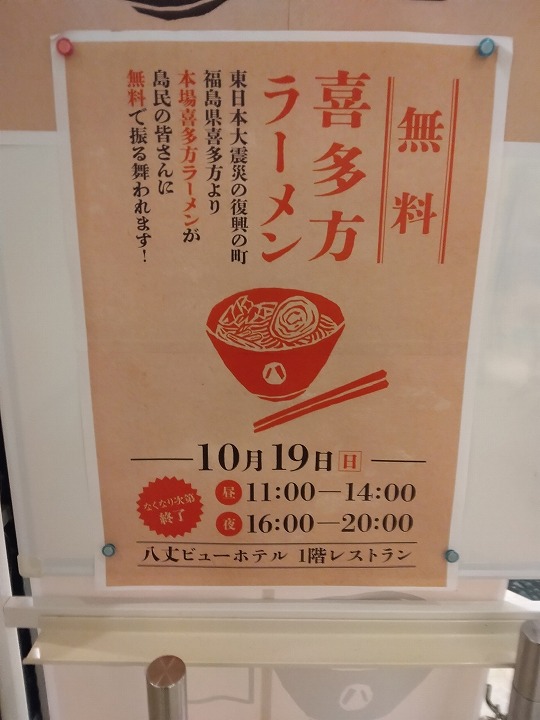 無料
喜多方
ラーメン
東日本大震災の復興の町
福島県喜多方より
本場喜多方ラーメンが
島民の皆さんに
無料で振る舞われます!
八
10月19日 日
なくなり次第
終了
昼 11:00—14:00
夜 16:00—20:00
八丈ビューホテル 1階レストラン